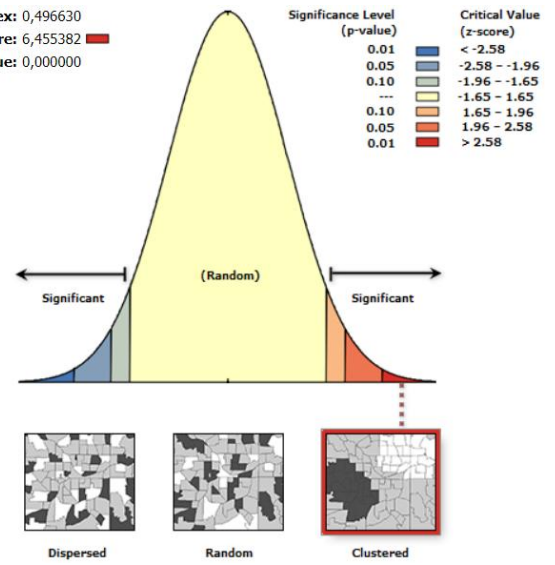 ex: 0,496630
re: 6,455382
ue: 0,000000
Significance Level
(p-value)
Critical Value
(z-score)
0.01 < -2.58
0.05 -2.58 – -1.96
0.10 -1.96 – -1.65
--- -1.65 – 1.65
0.10 1.65 – 1.96
0.05 1.96 – 2.58
0.01 > 2.58
(Random)
Significant Significant
Dispersed Random Clustered